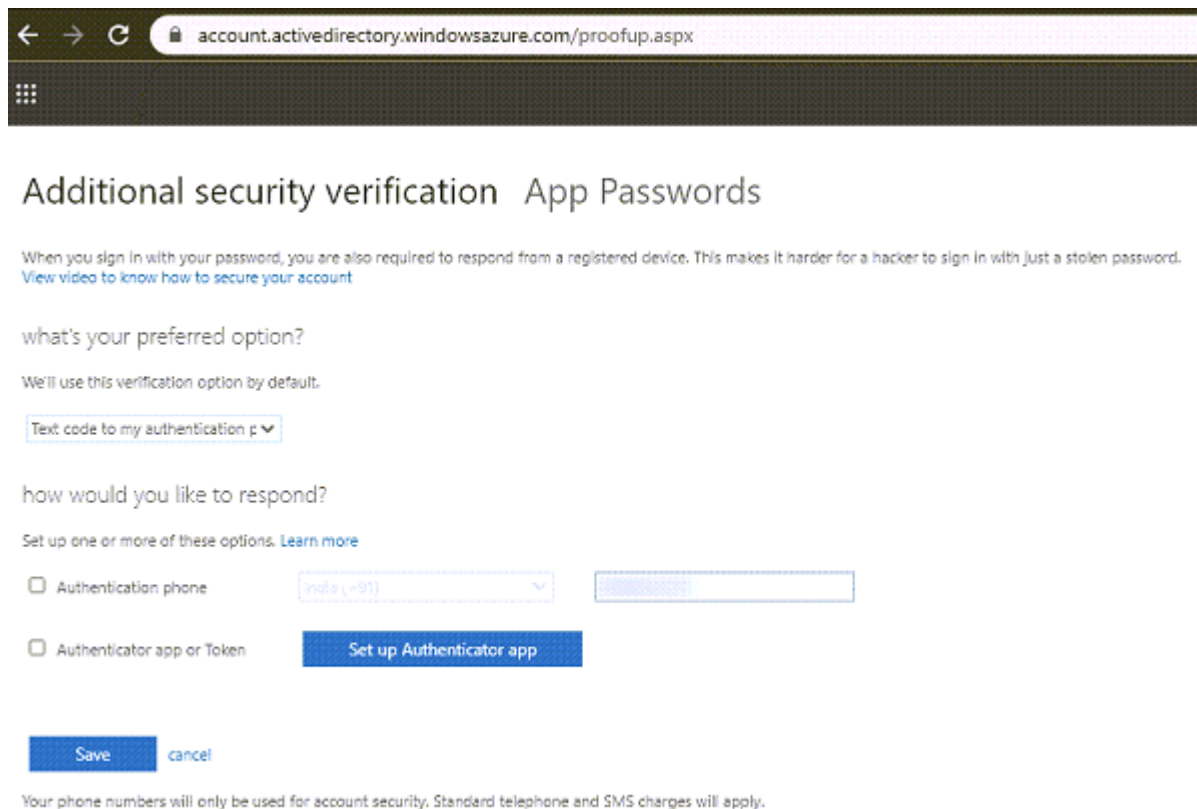 account.activedirectory.windowsazure.com/proofup.aspx
Additional security verification App Passwords
When you sign in with your password, you are also required to respond from a registered device. This makes it harder for a hacker to sign in with just a stolen password.
View video to know how to secure your account
what's your preferred option?
We'll use this verification option by default.
Text code to my authentication p
how would you like to respond?
Set up one or more of these options. Learn more
Authentication phone India (+91)
Authenticator app or Token Set up Authenticator app
Save cancel
Your phone numbers will only be used for account security. Standard telephone and SMS charges will apply.